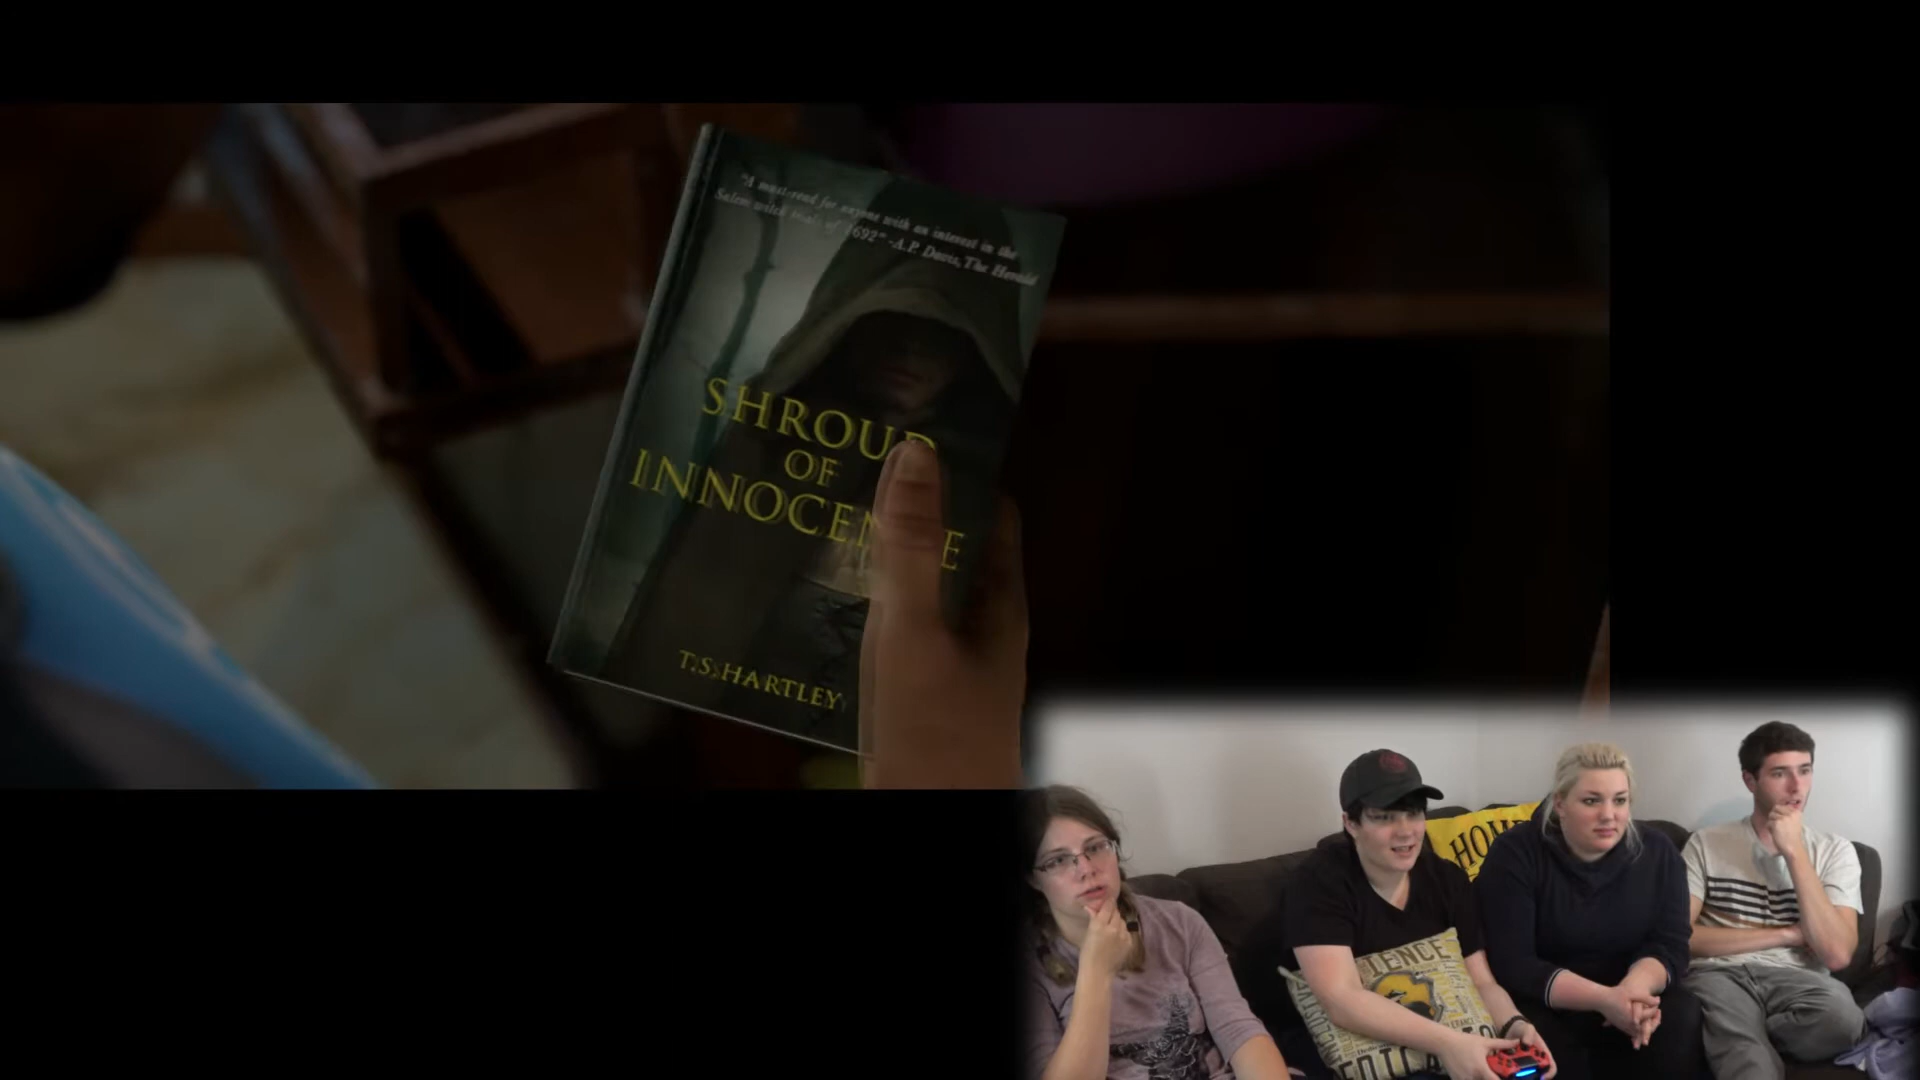 "A must-read for anyone with an interest in the
Salem witch trials of 1692" -A.P. Davis, The Herald
SHROUD
OF
INNOCENCE
T.S. HARTLEY
HOME